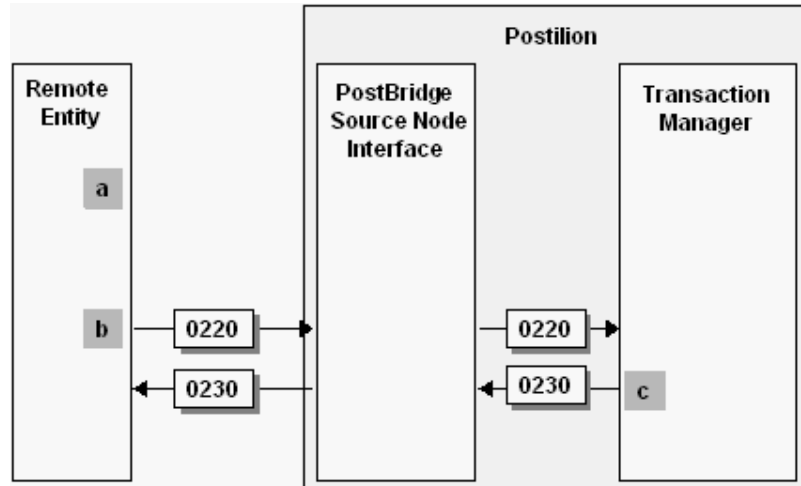 Postilion
Remote
Entity
PostBridge
Source Node
Interface
Transaction
Manager
a
b
0220
0220
0230
0230
c